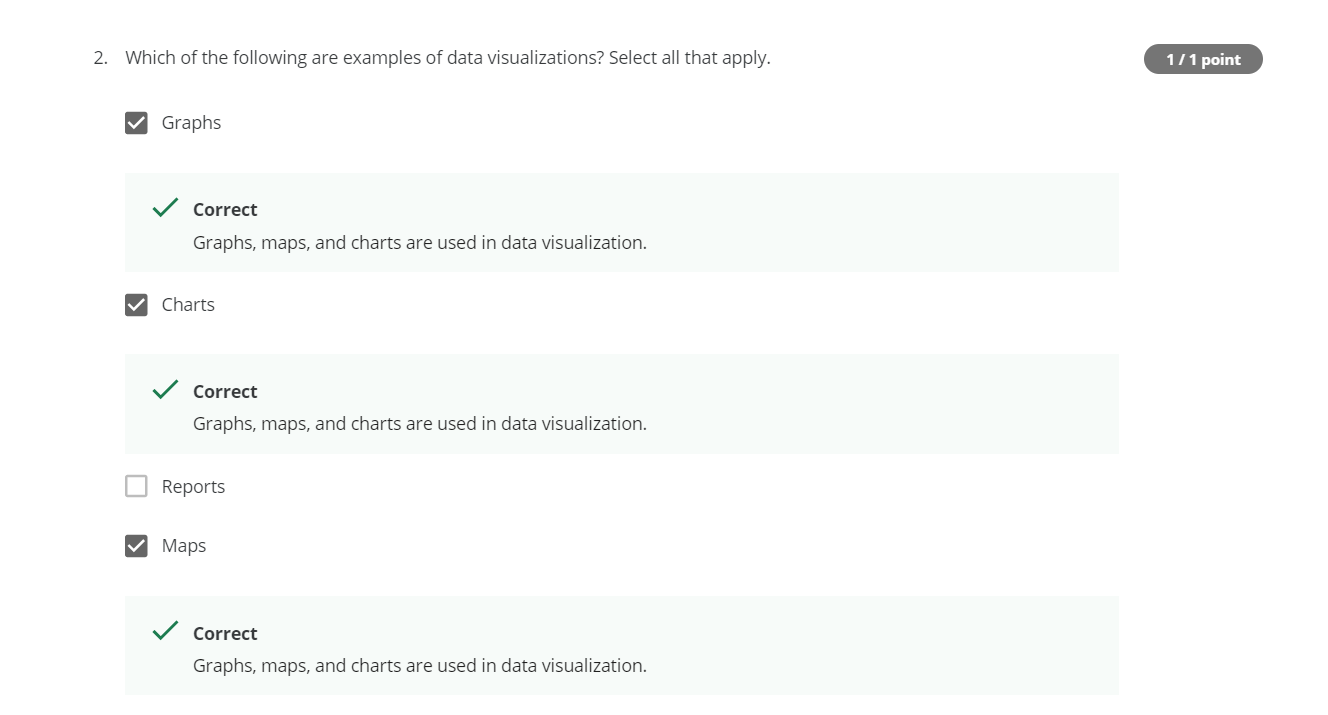 2. Which of the following are examples of data visualizations? Select all that apply.
1 / 1 point
Graphs
Correct
Graphs, maps, and charts are used in data visualization.
Charts
Correct
Graphs, maps, and charts are used in data visualization.
Reports
Maps
Correct
Graphs, maps, and charts are used in data visualization.